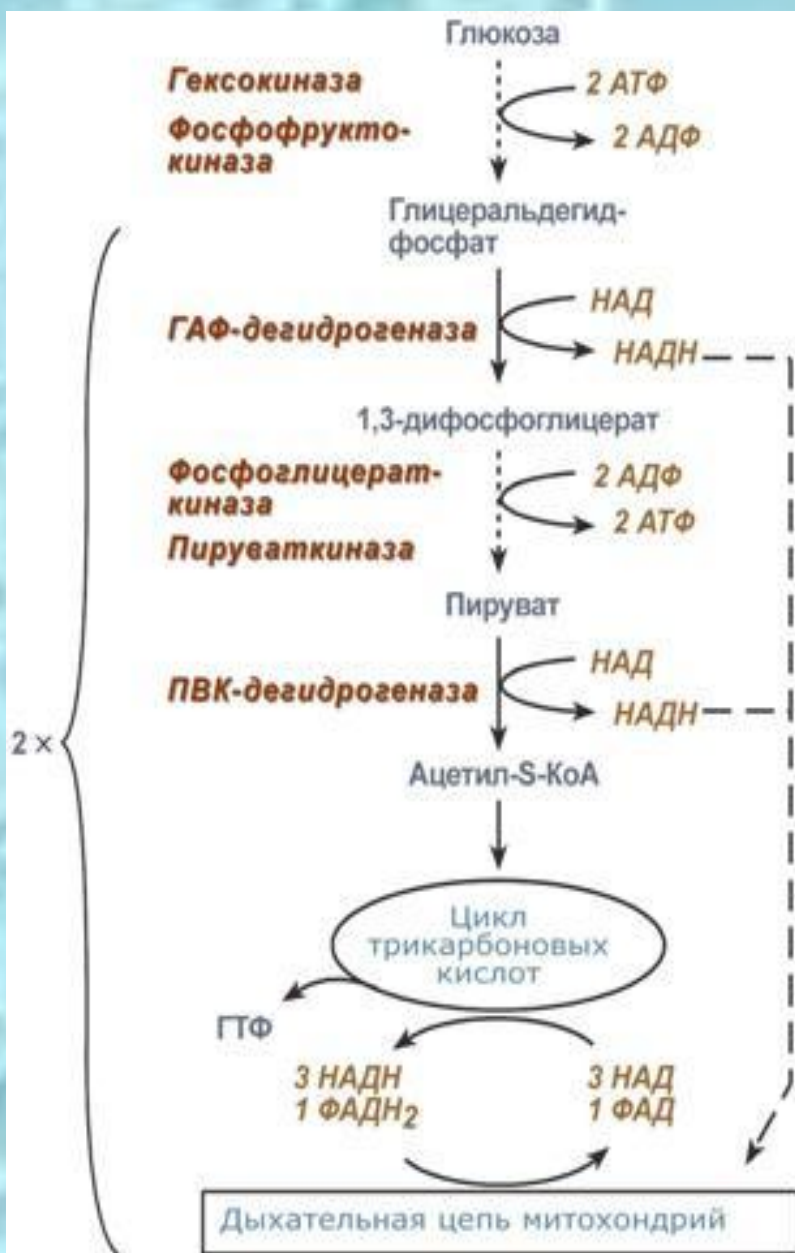 Глюкоза
Гексокиназа
2 АТФ
Фосфофрукто-
киназа
2 АДФ
Глицеральдегид-
фосфат
НАД
ГАФ-дегидрогеназа
НАДН
1,3-дифосфоглицерат
Фосфоглицерат-
киназа
2 АДФ
2 АТФ
Пируваткиназа
Пируват
НАД
ПВК-дегидрогеназа
НАДН
2 ×
Ацетил-S-КоА
Цикл
трикарбоновых
кислот
ГТФ
3 НАДН
1 ФАДН₂
3 НАД
1 ФАД
Дыхательная цепь митохондрий